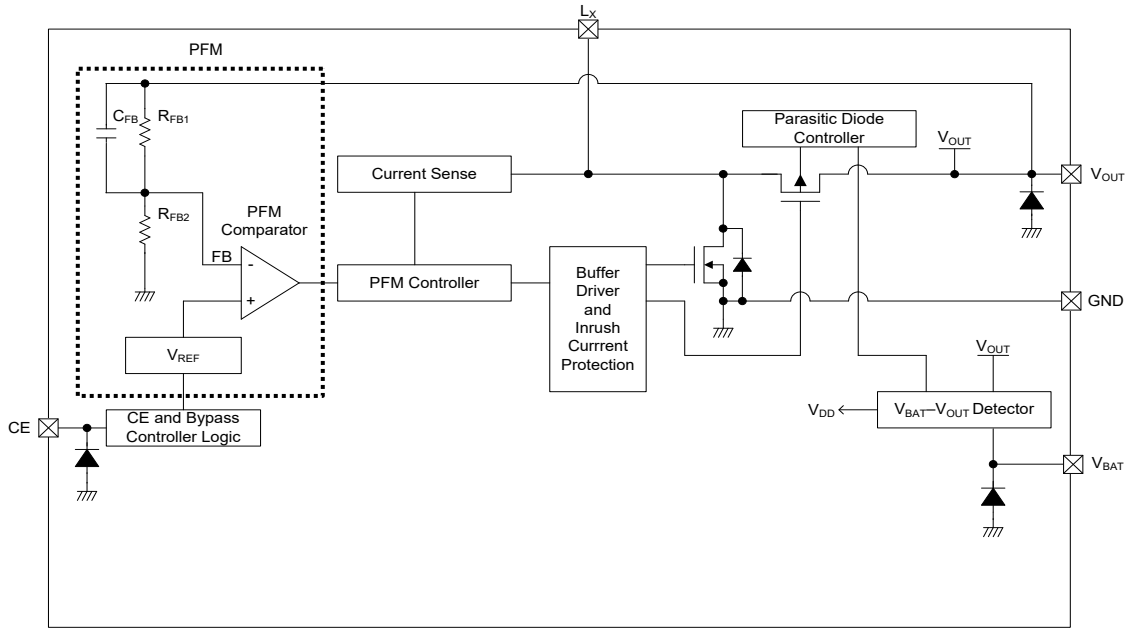 LX
PFM
CFB
RFB1
Parasitic Diode
Controller
VOUT
Current Sense
VOUT
RFB2
PFM
Comparator
FB
-
+
PFM Controller
Buffer
Driver
and
Inrush
Currrent
Protection
GND
VREF
VOUT
CE
CE and Bypass
Controller Logic
VDD
VBAT–VOUT Detector
VBAT